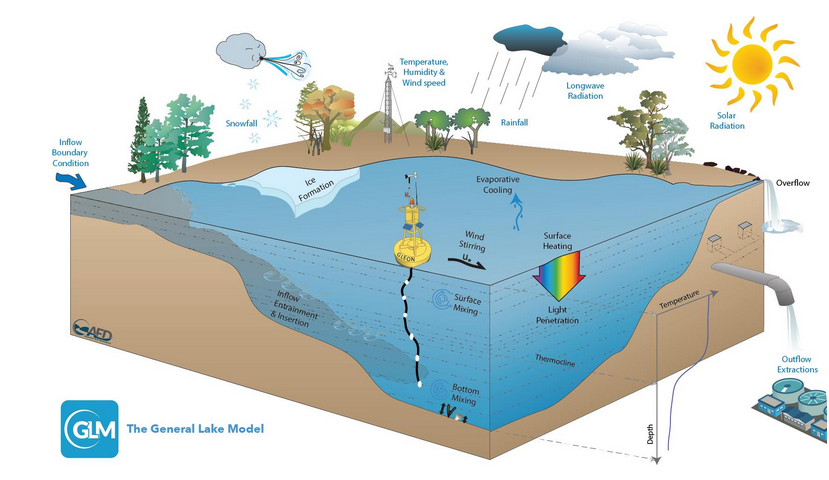 Temperature,
Humidity &
Wind speed
Longwave
Radiation
Snowfall
Rainfall
Solar
Radiation
Inflow
Boundary
Condition
Ice
Formation
Evaporative
Cooling
Overflow
GLEON
Wind
Stirring
u*
Surface
Heating
Surface
Mixing
Light
Penetration
Temperature
Inflow
Entrainment
& Insertion
Thermocline
AED
Outflow
Extractions
Bottom
Mixing
Depth
GLM
The General Lake Model